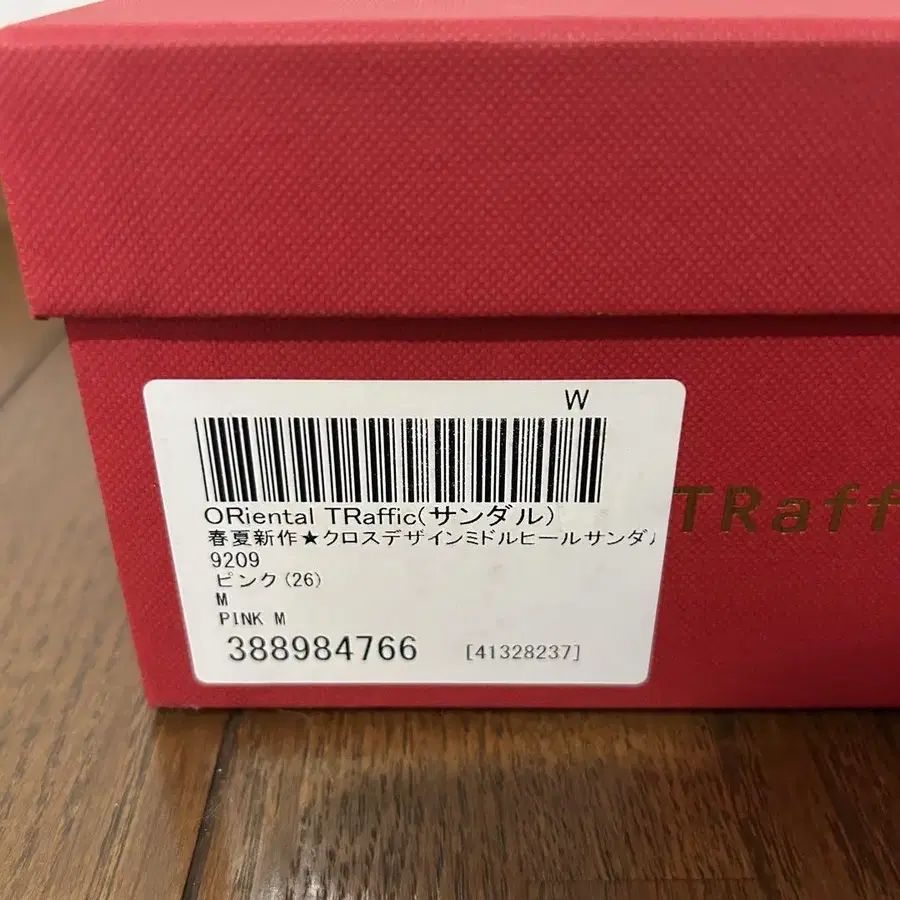 W
ORiental TRaffic(サンダル)
春夏新作★クロスデザインミドルヒールサンダ
9209
ピンク(26)
M
PINK M
388984766 [41328237]
TRaff